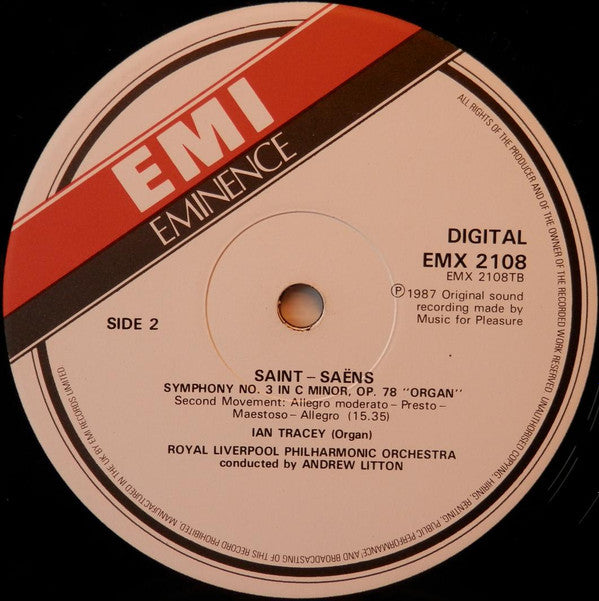 EMI
EMINENCE
DIGITAL
EMX 2108
EMX 2108TB
Ⓟ1987 Original sound
recording made by
Music for Pleasure
SIDE 2
SAINT – SAËNS
SYMPHONY NO. 3 IN C MINOR, OP. 78 "ORGAN"
Second Movement: Allegro moderato – Presto –
Maestoso – Allegro (15.35)
IAN TRACEY (Organ)
ROYAL LIVERPOOL PHILHARMONIC ORCHESTRA
conducted by ANDREW LITTON
ALL RIGHTS OF THE PRODUCER AND OF THE OWNER OF THE RECORDED WORK RESERVED. UNAUTHORISED COPYING, HIRING, RENTING, PUBLIC PERFORMANCE AND BROADCASTING OF THIS RECORD PROHIBITED. MANUFACTURED IN THE UK BY EMI RECORDS LIMITED